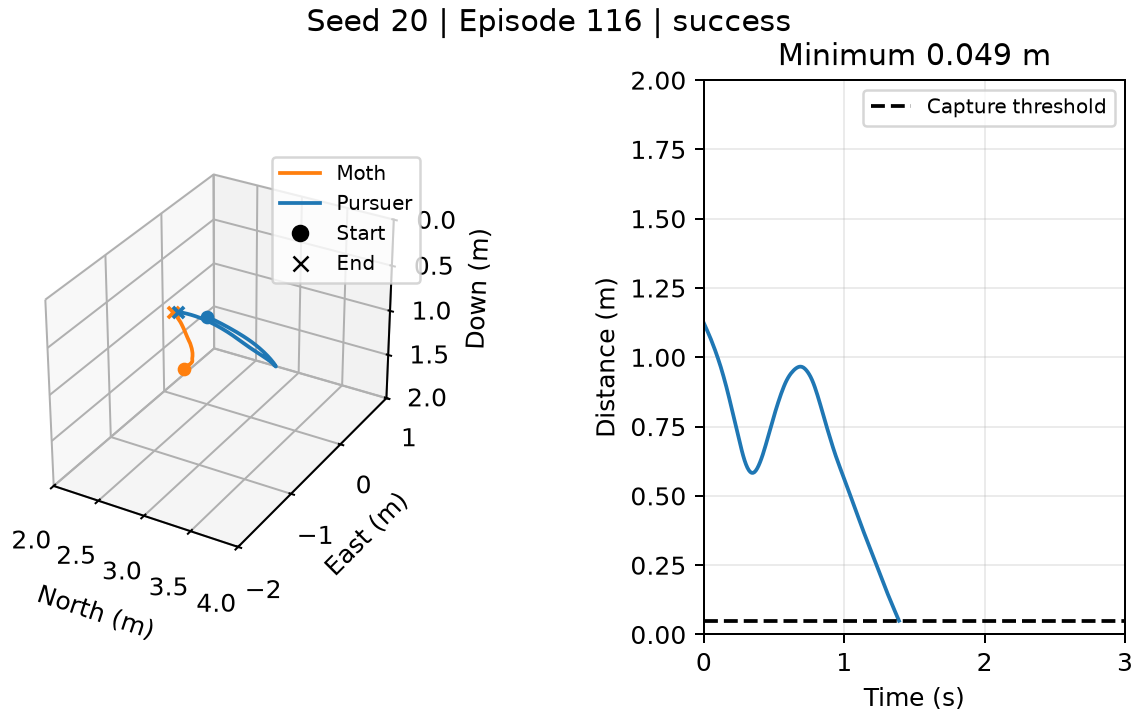 Seed 20 | Episode 116 | success
Moth
Pursuer
Start
End
0.0
0.5
1.0
1.5
2.0
Down (m)
1
0
−1
−2
East (m)
2.0
2.5
3.0
3.5
4.0
North (m)
Minimum 0.049 m
Capture threshold
2.00
1.75
1.50
1.25
1.00
0.75
0.50
0.25
0.00
Distance (m)
0
1
2
3
Time (s)